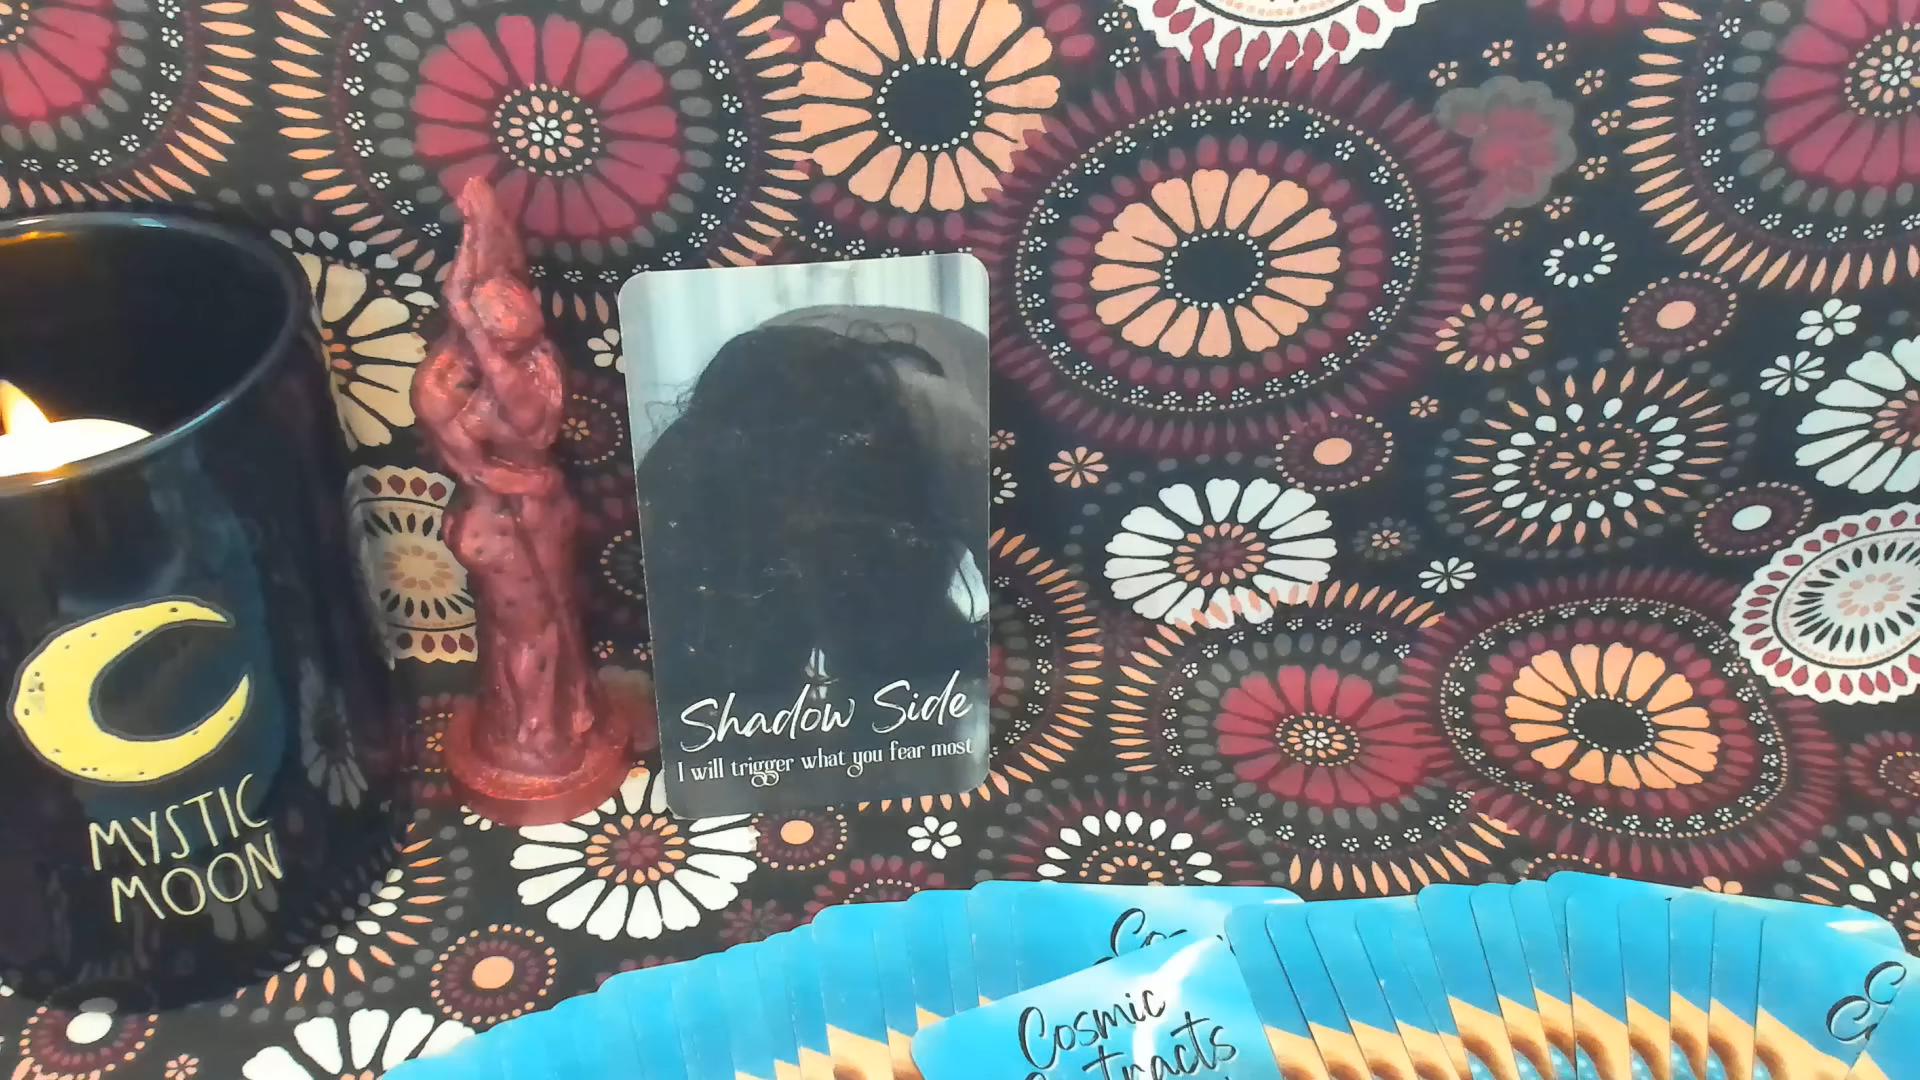 MYSTIC
MOON
Shadow Side
I will trigger what you fear most
Cosmic